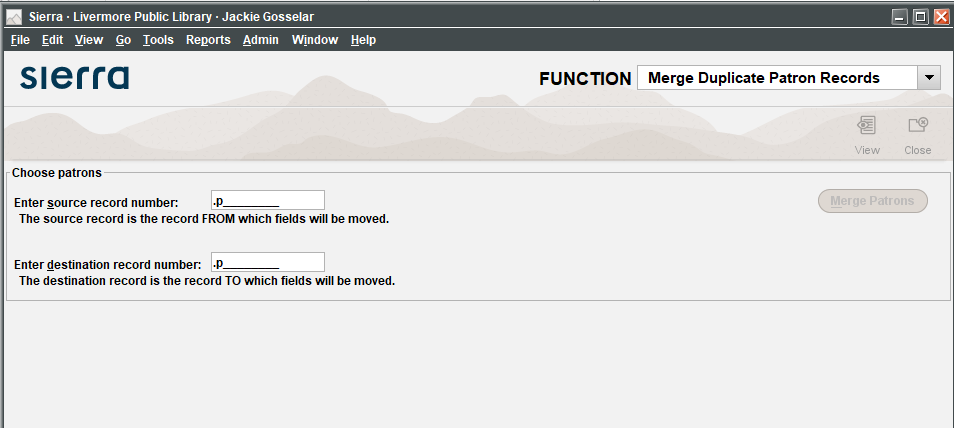 Sierra · Livermore Public Library · Jackie Gosselar
File Edit View Go Tools Reports Admin Window Help
sierra
FUNCTION Merge Duplicate Patron Records
View Close
Choose patrons
Enter source record number: .p________
Merge Patrons
The source record is the record FROM which fields will be moved.
Enter destination record number: .p________
The destination record is the record TO which fields will be moved.